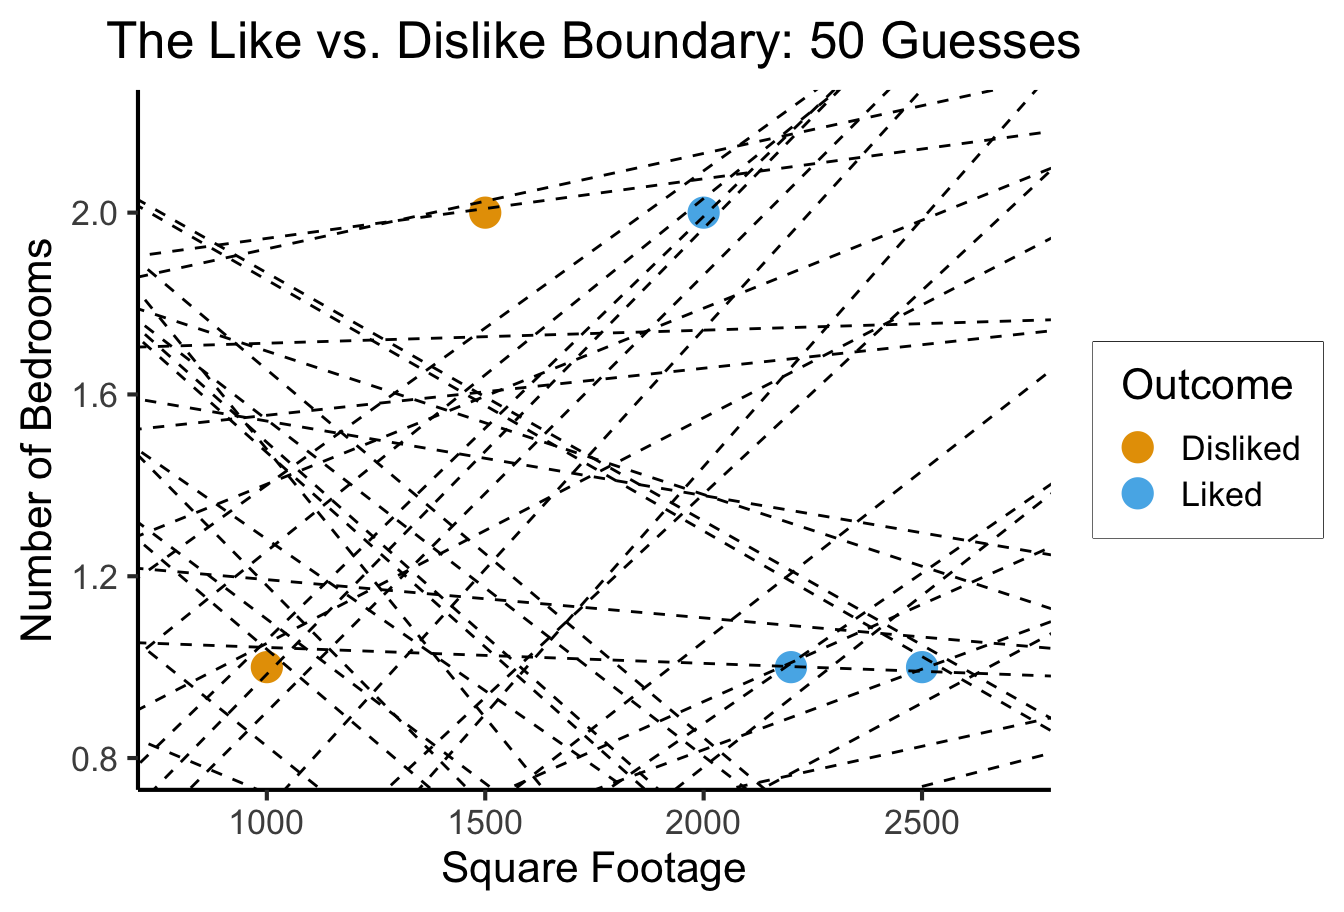 The Like vs. Dislike Boundary: 50 Guesses
Number of Bedrooms
2.0
1.6
1.2
0.8
1000 1500 2000 2500
Square Footage
Outcome
Disliked
Liked